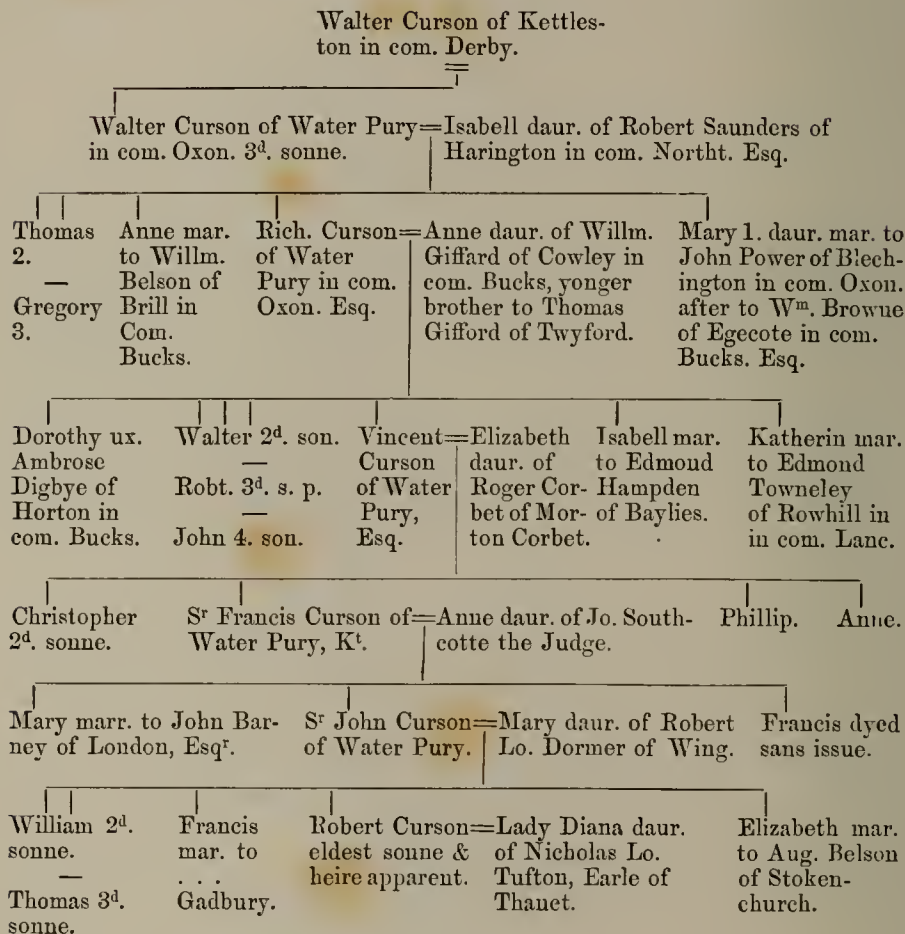 Walter Curson of Kettles-
ton in com. Derby.
Walter Curson of Water Pury=Isabell daur. of Robert Saunders of
in com. Oxon. 3d. sonne.
Harington in com. Northt. Esq.
Thomas
2.
—
Gregory
3.
Anne mar.
to Willm.
Belson of
Brill in
Com.
Bucks.
Rich. Curson=
of Water
Pury in com.
Oxon. Esq.
Anne daur. of Willm.
Giffard of Cowley in
com. Bucks, yonger
brother to Thomas
Gifford of Twyford.
Mary 1. daur. mar. to
John Power of Blech-
ington in com. Oxon.
after to Wm. Browne
of Egecote in com.
Bucks. Esq.
Dorothy ux.
Ambrose
Digbye of
Horton in
com. Bucks.
Walter 2d. son.
—
Robt. 3d. s. p.
—
John 4. son.
Vincent=
Curson
of Water
Pury,
Esq.
Elizabeth
daur. of
Roger Cor-
bet of Mor-
ton Corbet.
Isabell mar.
to Edmond
Hampden
of Baylies.
Katherin mar.
to Edmond
Towneley
of Rowhill in
in com. Lanc.
Christopher
2d. sonne.
Sr Francis Curson of=
Water Pury, Kt.
Anne daur. of Jo. South-
cotte the Judge.
Phillip.
Anne.
Mary marr. to John Bar-
ney of London, Esqr.
Sr John Curson=
of Water Pury.
Mary daur. of Robert
Lo. Dormer of Wing.
Francis dyed
sans issue.
William 2d.
sonne.
—
Thomas 3d.
sonne.
Francis
mar. to
. . .
Gadbury.
Robert Curson=
eldest sonne &
heire apparent.
Lady Diana daur.
of Nicholas Lo.
Tufton, Earle of
Thanet.
Elizabeth mar.
to Aug. Belson
of Stoken-
church.